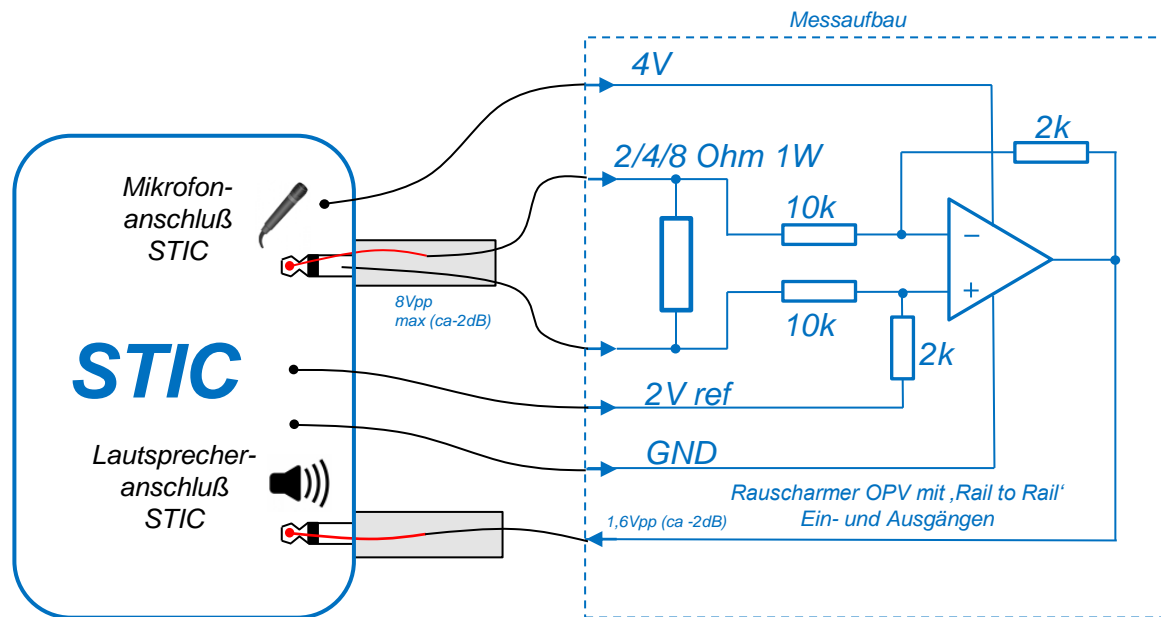 Messaufbau
4V
2k
2/4/8 Ohm 1W
Mikrofon-
anschluß
STIC
10k
−
+
8Vpp
max (ca-2dB)
10k
2k
STIC
2V ref
GND
Lautsprecher-
anschluß
STIC
Rauscharmer OPV mit ‚Rail to Rail‘
Ein- und Ausgängen
1,6Vpp (ca -2dB)